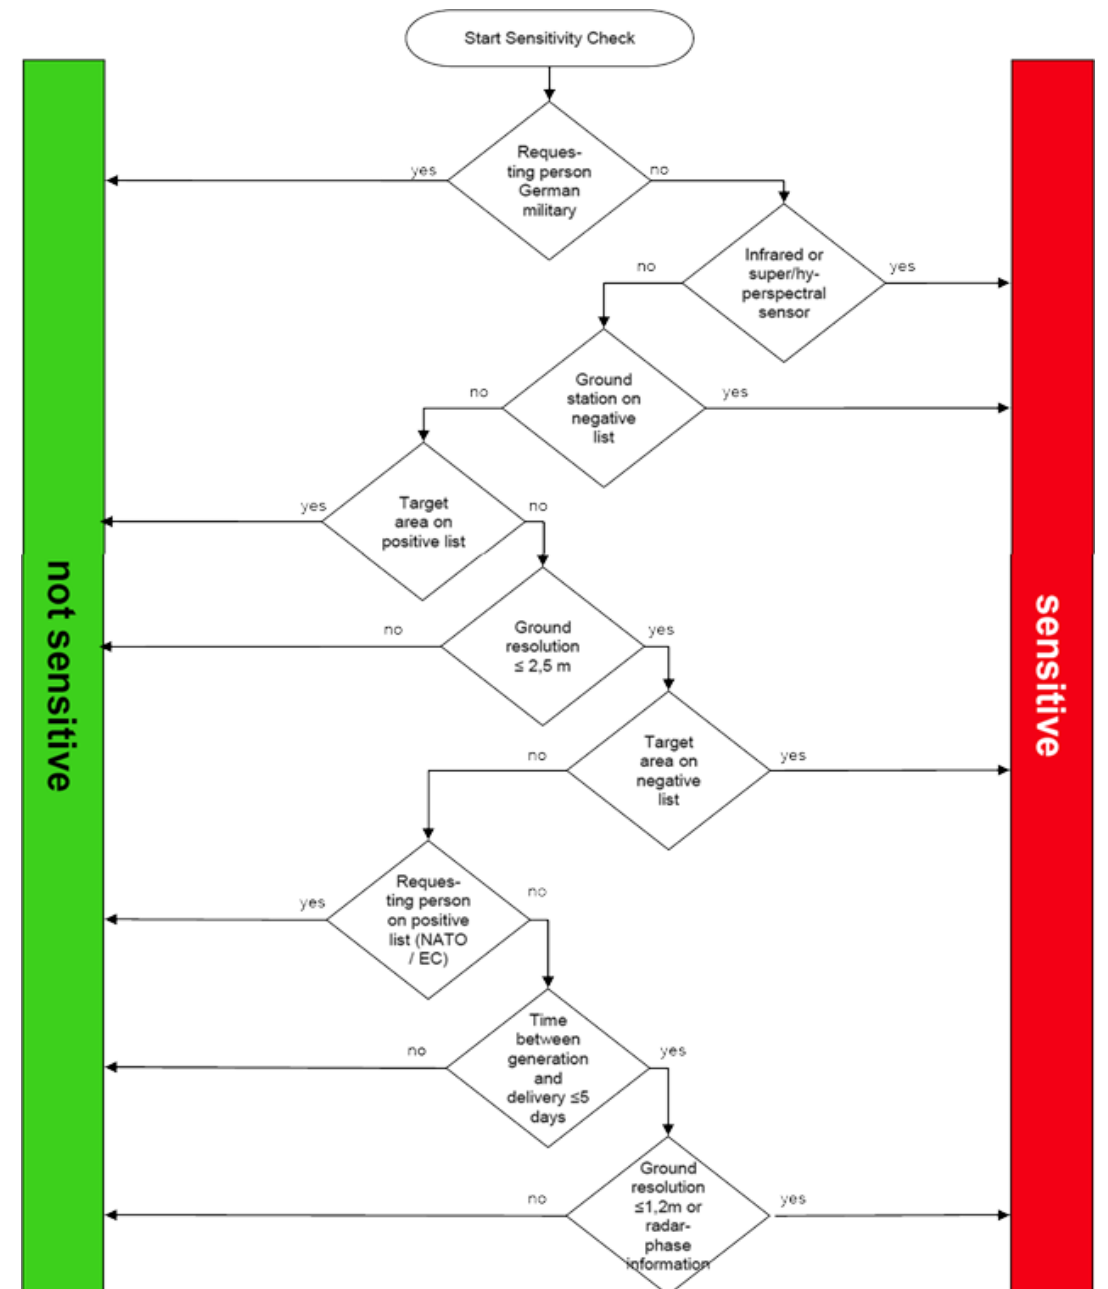 Start Sensitivity Check
Reques-
ting person
German
military
yes
no
Infrared or
super/hy-
perspectral
sensor
no
yes
Ground
station on
negative
list
no
yes
Target
area on
positive list
yes
no
Ground
resolution
≤ 2,5 m
no
yes
Target
area on
negative
list
no
yes
Reques-
ting person
on positive
list (NATO
/ EC)
yes
no
Time
between
generation
and
delivery ≤5
days
no
yes
Ground
resolution
≤1,2m or
radar-
phase
information
no
yes
not sensitive
sensitive